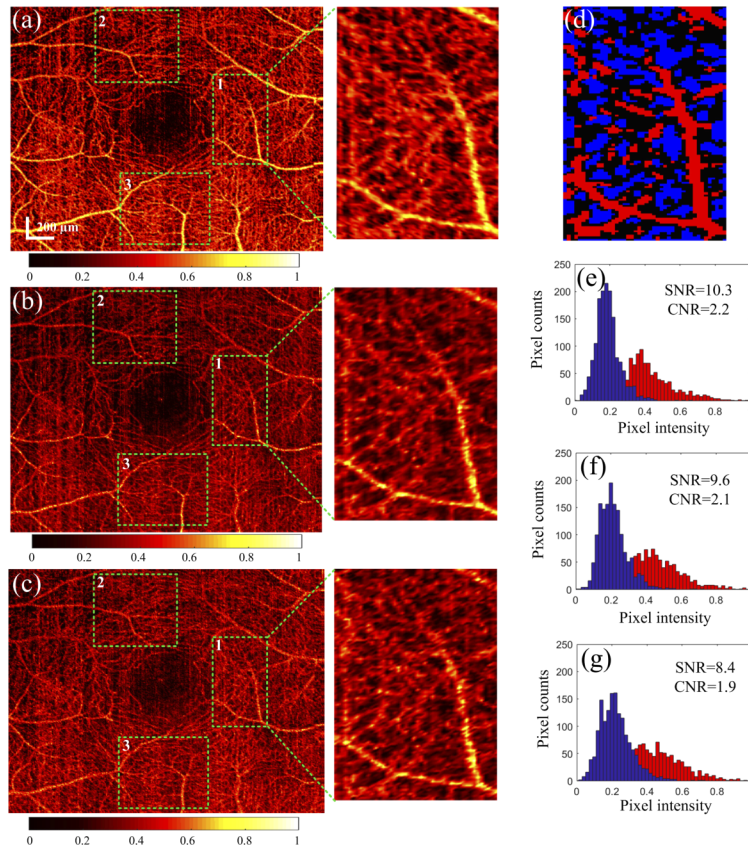 (a)
2
1
3
200 μm
0 0.2 0.4 0.6 0.8 1
(b)
2
1
3
0 0.2 0.4 0.6 0.8 1
(c)
2
1
3
0 0.2 0.4 0.6 0.8 1
(d)
(e)
SNR=10.3
CNR=2.2
Pixel counts
250
200
150
100
50
0
0.2 0.4 0.6 0.8
Pixel intensity
(f)
SNR=9.6
CNR=2.1
Pixel counts
250
200
150
100
50
0
0.2 0.4 0.6 0.8
Pixel intensity
(g)
SNR=8.4
CNR=1.9
Pixel counts
250
200
150
100
50
0
0.2 0.4 0.6 0.8
Pixel intensity